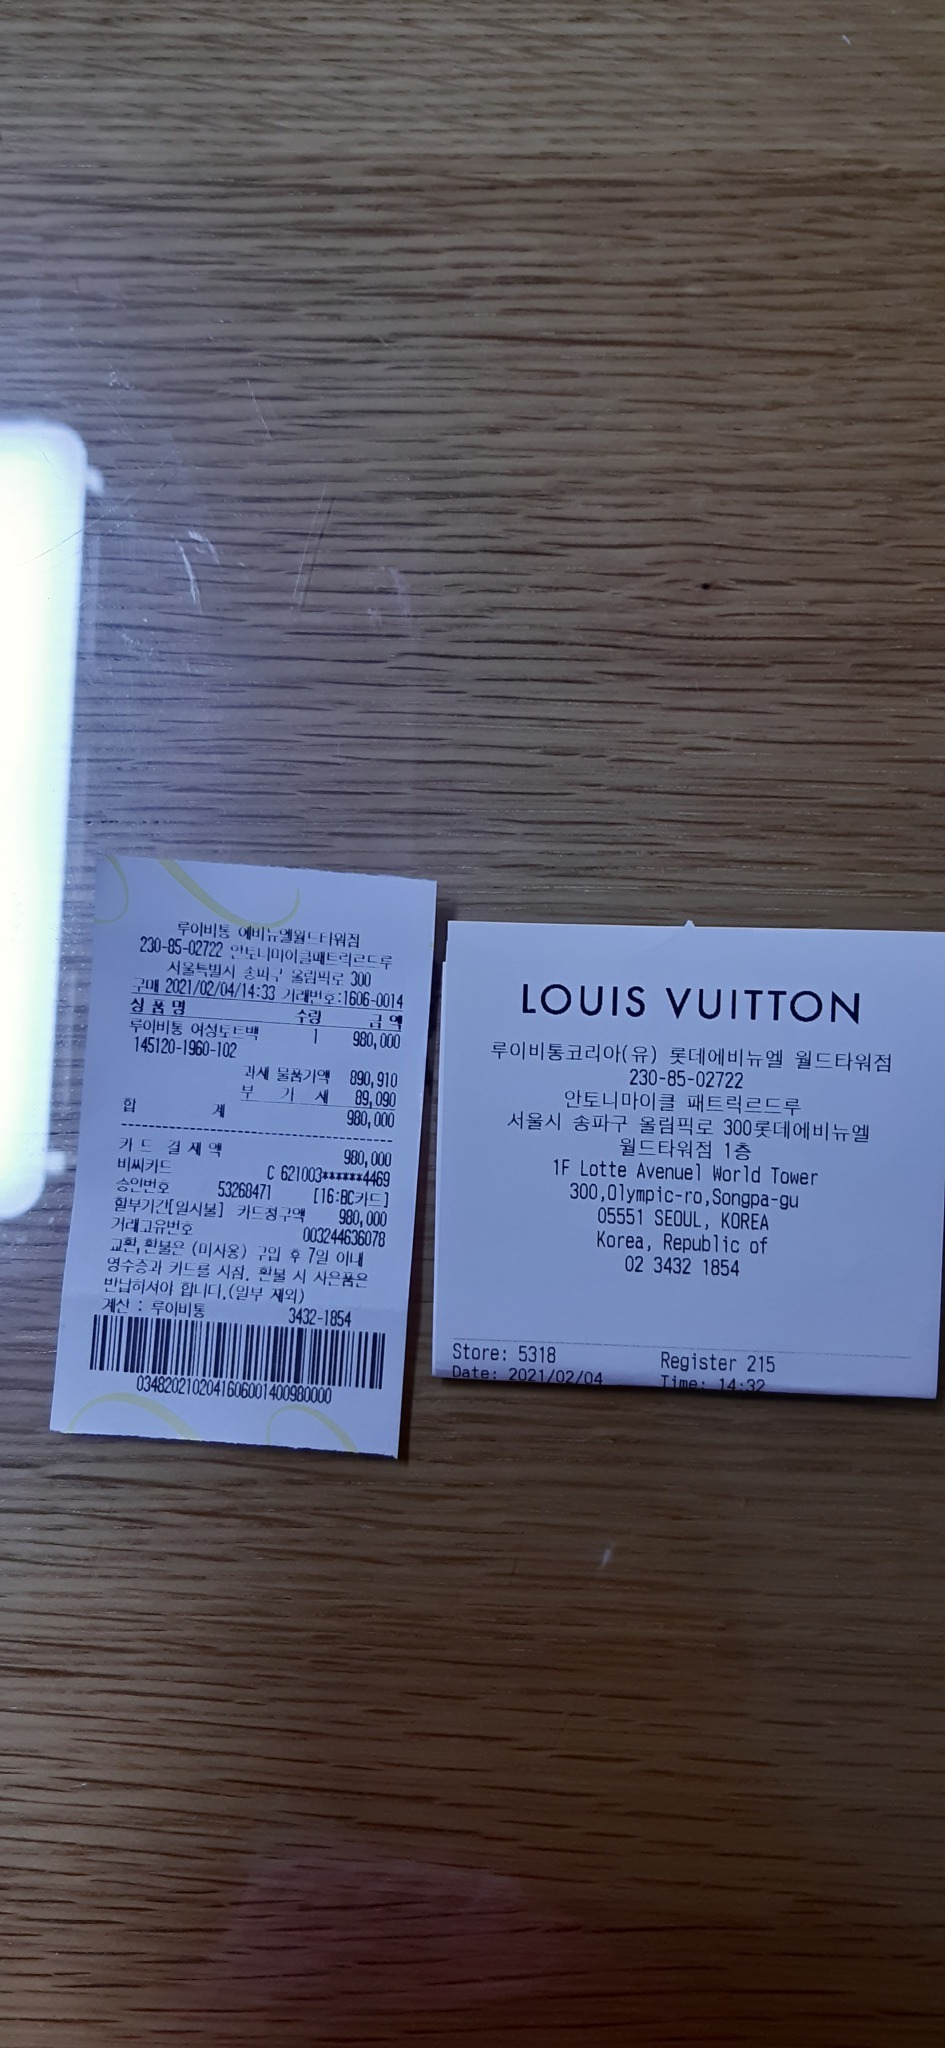 루이비통 에비뉴엘월드타워점
230-85-02722 안토니마이클패트릭르드루
서울특별시 송파구 올림픽로 300
구매 2021/02/04/14:33 거래번호:1606-0014
상 품 명 수량 금 액
루이비통 여성토트백 1 980,000
145120-1960-102
과세 물품가액 890,910
부 가 세 89,090
합 계 980,000
카 드 결 제 액 980,000
비씨카드 C 621003******4469
승인번호 53268471 [16:BC카드]
할부기간[일시불] 카드청구액 980,000
거래고유번호 003244636078
교환,환불은 (미사용) 구입 후 7일 이내
영수증과 카드를 지참. 환불 시 사은품은
반납하셔야 합니다.(일부 제외)
계산 : 루이비통 3432-1854
0348202102041606001400980000
LOUIS VUITTON
루이비통코리아(유) 롯데에비뉴엘 월드타워점
230-85-02722
안토니마이클 패트릭르드루
서울시 송파구 올림픽로 300롯데에비뉴엘
월드타워점 1층
1F Lotte Avenuel World Tower
300,Olympic-ro,Songpa-gu
05551 SEOUL, KOREA
Korea, Republic of
02 3432 1854
Store: 5318 Register 215
Date: 2021/02/04 Time: 14:32